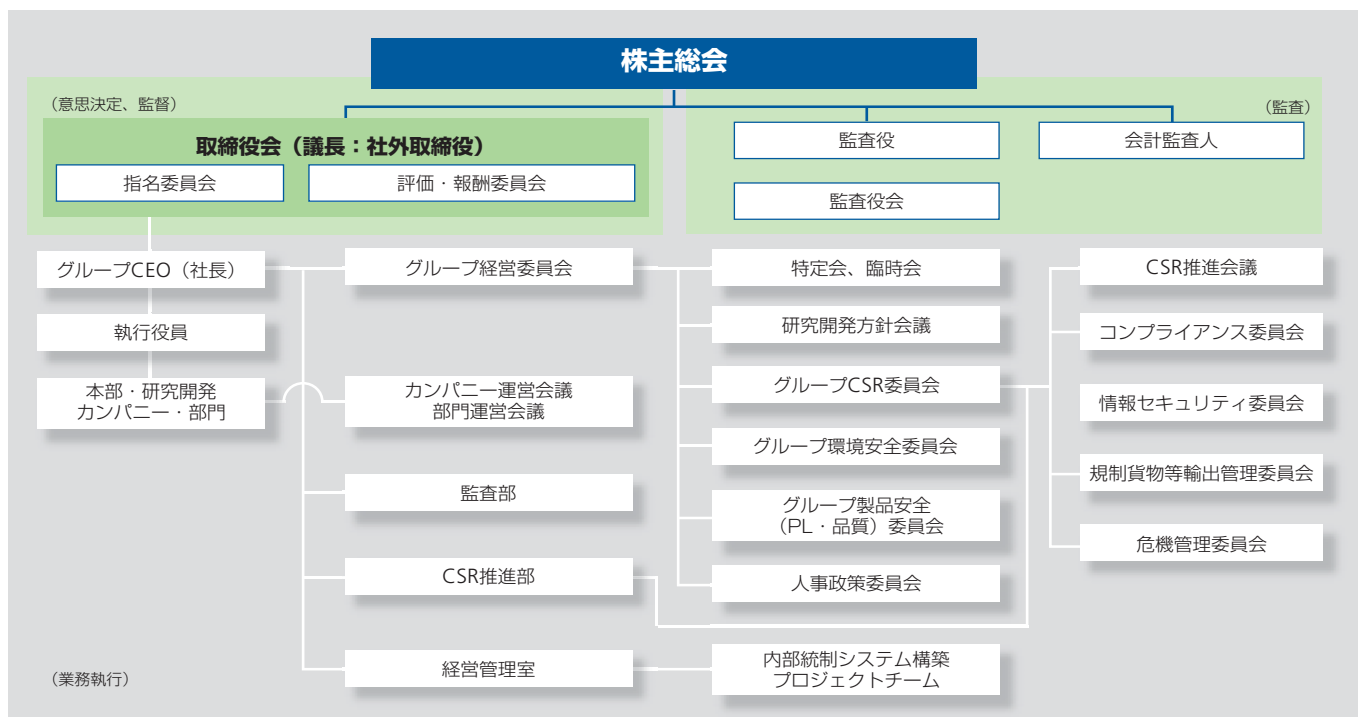 株主総会
（意思決定、監督）
（監査）
取締役会（議長：社外取締役）
指名委員会
評価・報酬委員会
監査役
会計監査人
監査役会
グループCEO（社長）
執行役員
本部・研究開発
カンパニー・部門
グループ経営委員会
カンパニー運営会議
部門運営会議
監査部
CSR推進部
経営管理室
特定会、臨時会
研究開発方針会議
グループCSR委員会
グループ環境安全委員会
グループ製品安全
（PL・品質）委員会
人事政策委員会
内部統制システム構築
プロジェクトチーム
CSR推進会議
コンプライアンス委員会
情報セキュリティ委員会
規制貨物等輸出管理委員会
危機管理委員会
（業務執行）